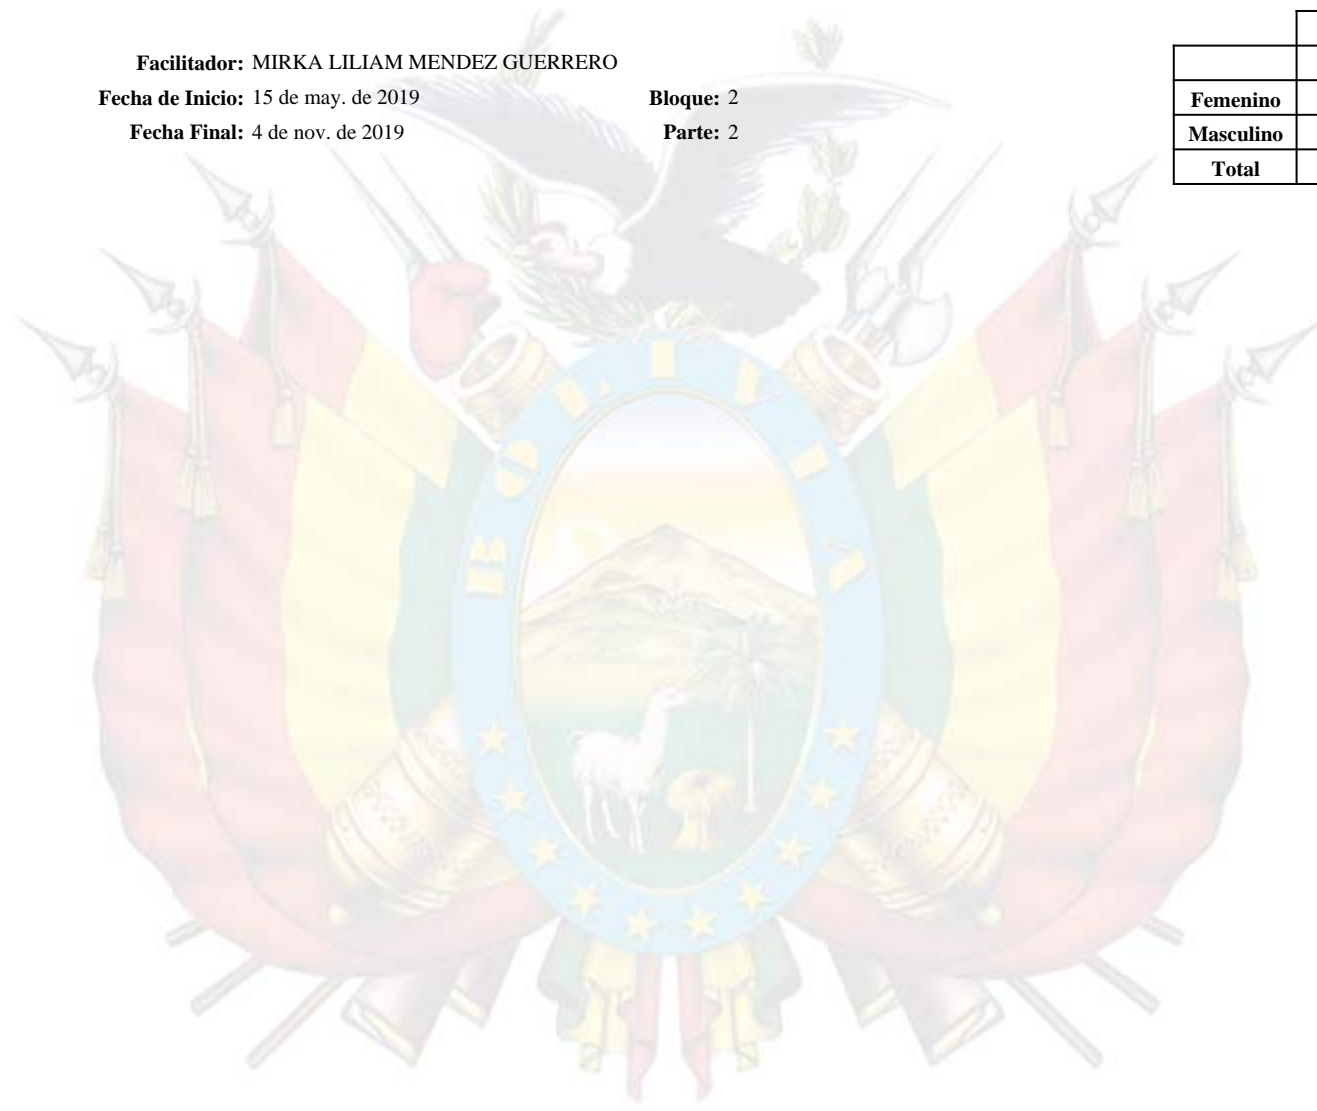 Facilitador: MIRKA LILIAM MENDEZ GUERRERO
Fecha de Inicio: 15 de may. de 2019 Bloque: 2
Fecha Final: 4 de nov. de 2019 Parte: 2
Femenino
Masculino
Total
BOLIVIA